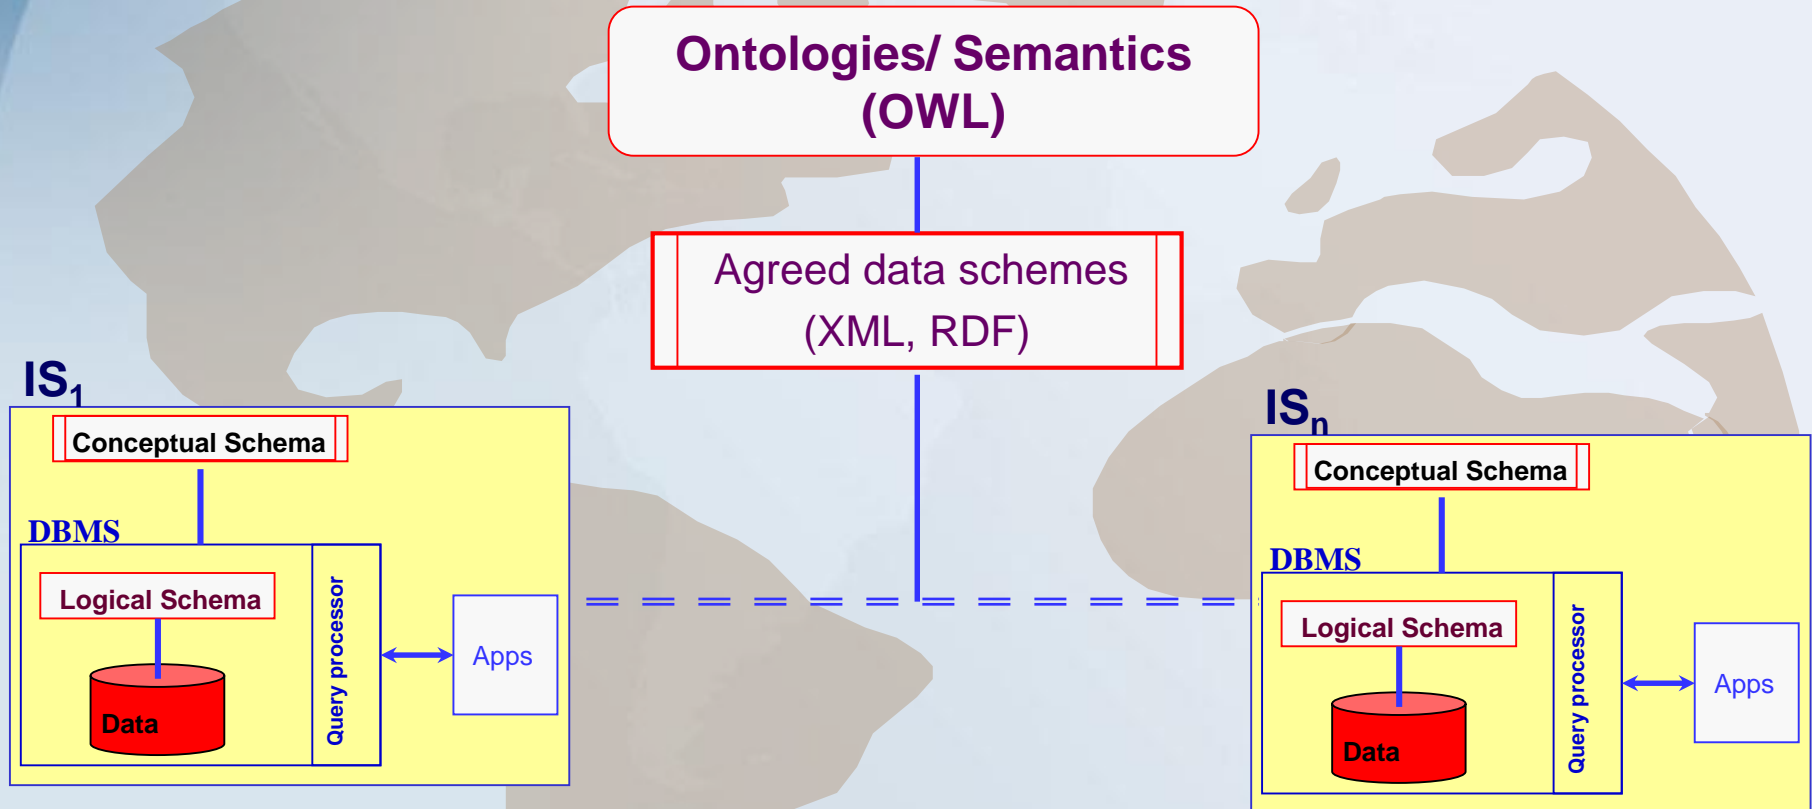 Ontologies/ Semantics
(OWL)
Agreed data schemes
(XML, RDF)
IS1
Conceptual Schema
DBMS
Logical Schema
Data
Query processor
Apps
ISn
Conceptual Schema
DBMS
Logical Schema
Data
Query processor
Apps